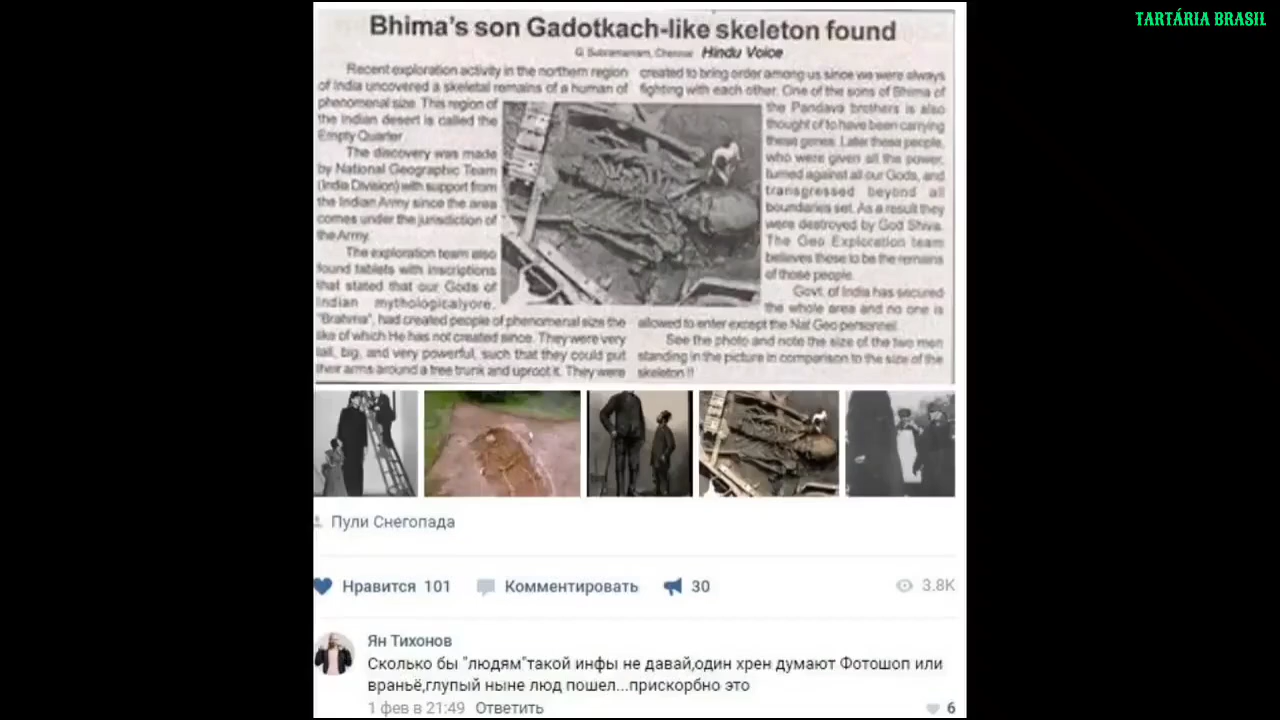 TARTÁRIA BRASIL
Bhima's son Gadotkach-like skeleton found
G. Subramaniam, Chennai Hindu Voice
Recent exploration activity in the northern region
of India uncovered a skeletal remains of a human of
phenomenal size. This region of
the Indian desert is called the
Empty Quarter.
The discovery was made
by National Geographic Team
(India Division) with support from
the Indian Army since the area
comes under the jurisdiction of
the Army.
The exploration team also
found tablets with inscriptions
that stated that our Gods of
Indian mythologicalyore,
"Brahma", had created people of phenomenal size the
like of which He has not created since. They were very
tall, big, and very powerful, such that they could put
their arms around a tree trunk and uproot it. They were
created to bring order among us since we were always
fighting with each other. One of the sons of Bhima of
the Pandava brothers is also
thought of to have been carrying
these genes. Later these people,
who were given all the power,
turned against all our Gods, and
transgressed beyond all
boundaries set. As a result they
were destroyed by God Shiva.
The Geo Exploration team
believes these to be the remains
of those people.
Govt. of India has secured
the whole area and no one is
allowed to enter except the Nat Geo personnel.
See the photo and note the size of the two men
standing in the picture in comparison to the size of the
skeleton !!
Пули Снегопада
Нравится 101 Комментировать 30 3.8K
Ян Тихонов
Сколько бы "людям"такой инфы не давай,один хрен думают Фотошоп или
враньё,глупый ныне люд пошел...прискорбно это
1 фев в 21:49 Ответить 6